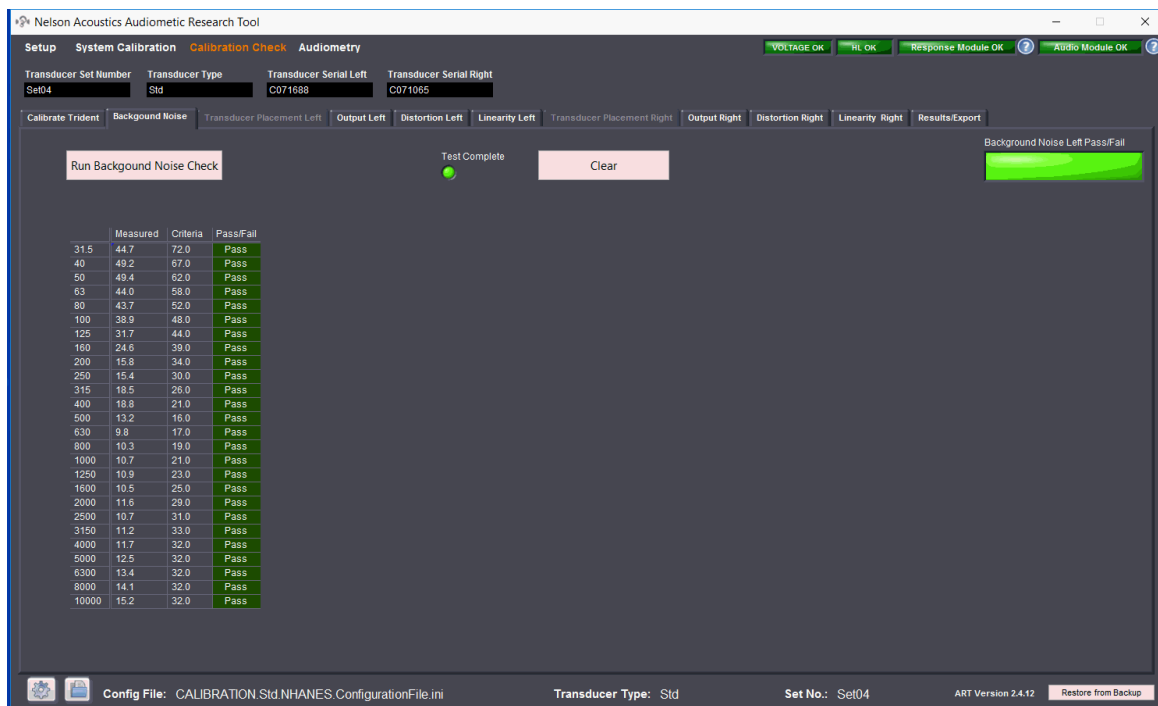 Nelson Acoustics Audiometic Research Tool
Setup System Calibration Calibration Check Audiometry VOLTAGE OK HL OK Response Module OK ? Audio Module OK ?
Transducer Set Number Transducer Type Transducer Serial Left Transducer Serial Right
Set04 Std C071688 C071065
Calibrate Trident Backgound Noise Transducer Placement Left Output Left Distortion Left Linearity Left Transducer Placement Right Output Right Distortion Right Linearity Right Results/Export
Background Noise Left Pass/Fail
Run Backgound Noise Check Test Complete Clear
Measured Criteria Pass/Fail
31.5 44.7 72.0 Pass
40 49.2 67.0 Pass
50 49.4 62.0 Pass
63 44.0 58.0 Pass
80 43.7 52.0 Pass
100 38.9 48.0 Pass
125 31.7 44.0 Pass
160 24.6 39.0 Pass
200 15.8 34.0 Pass
250 15.4 30.0 Pass
315 18.5 26.0 Pass
400 18.8 21.0 Pass
500 13.2 16.0 Pass
630 9.8 17.0 Pass
800 10.3 19.0 Pass
1000 10.7 21.0 Pass
1250 10.9 23.0 Pass
1600 10.5 25.0 Pass
2000 11.6 29.0 Pass
2500 10.7 31.0 Pass
3150 11.2 33.0 Pass
4000 11.7 32.0 Pass
5000 12.5 32.0 Pass
6300 13.4 32.0 Pass
8000 14.1 32.0 Pass
10000 15.2 32.0 Pass
Config File: CALIBRATION.Std.NHANES.ConfigurationFile.ini Transducer Type: Std Set No.: Set04 ART Version 2.4.12 Restore from Backup